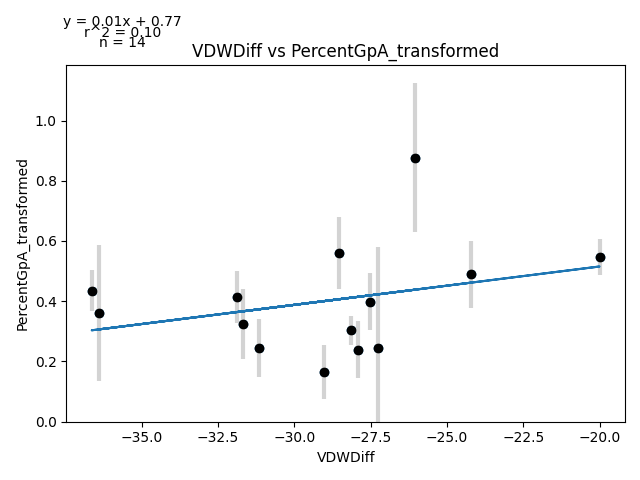 y = 0.01x + 0.77
r^2 = 0.10
n = 14
VDWDiff vs PercentGpA_transformed
PercentGpA_transformed
1.0
0.8
0.6
0.4
0.2
0.0
−35.0 −32.5 −30.0 −27.5 −25.0 −22.5 −20.0
VDWDiff